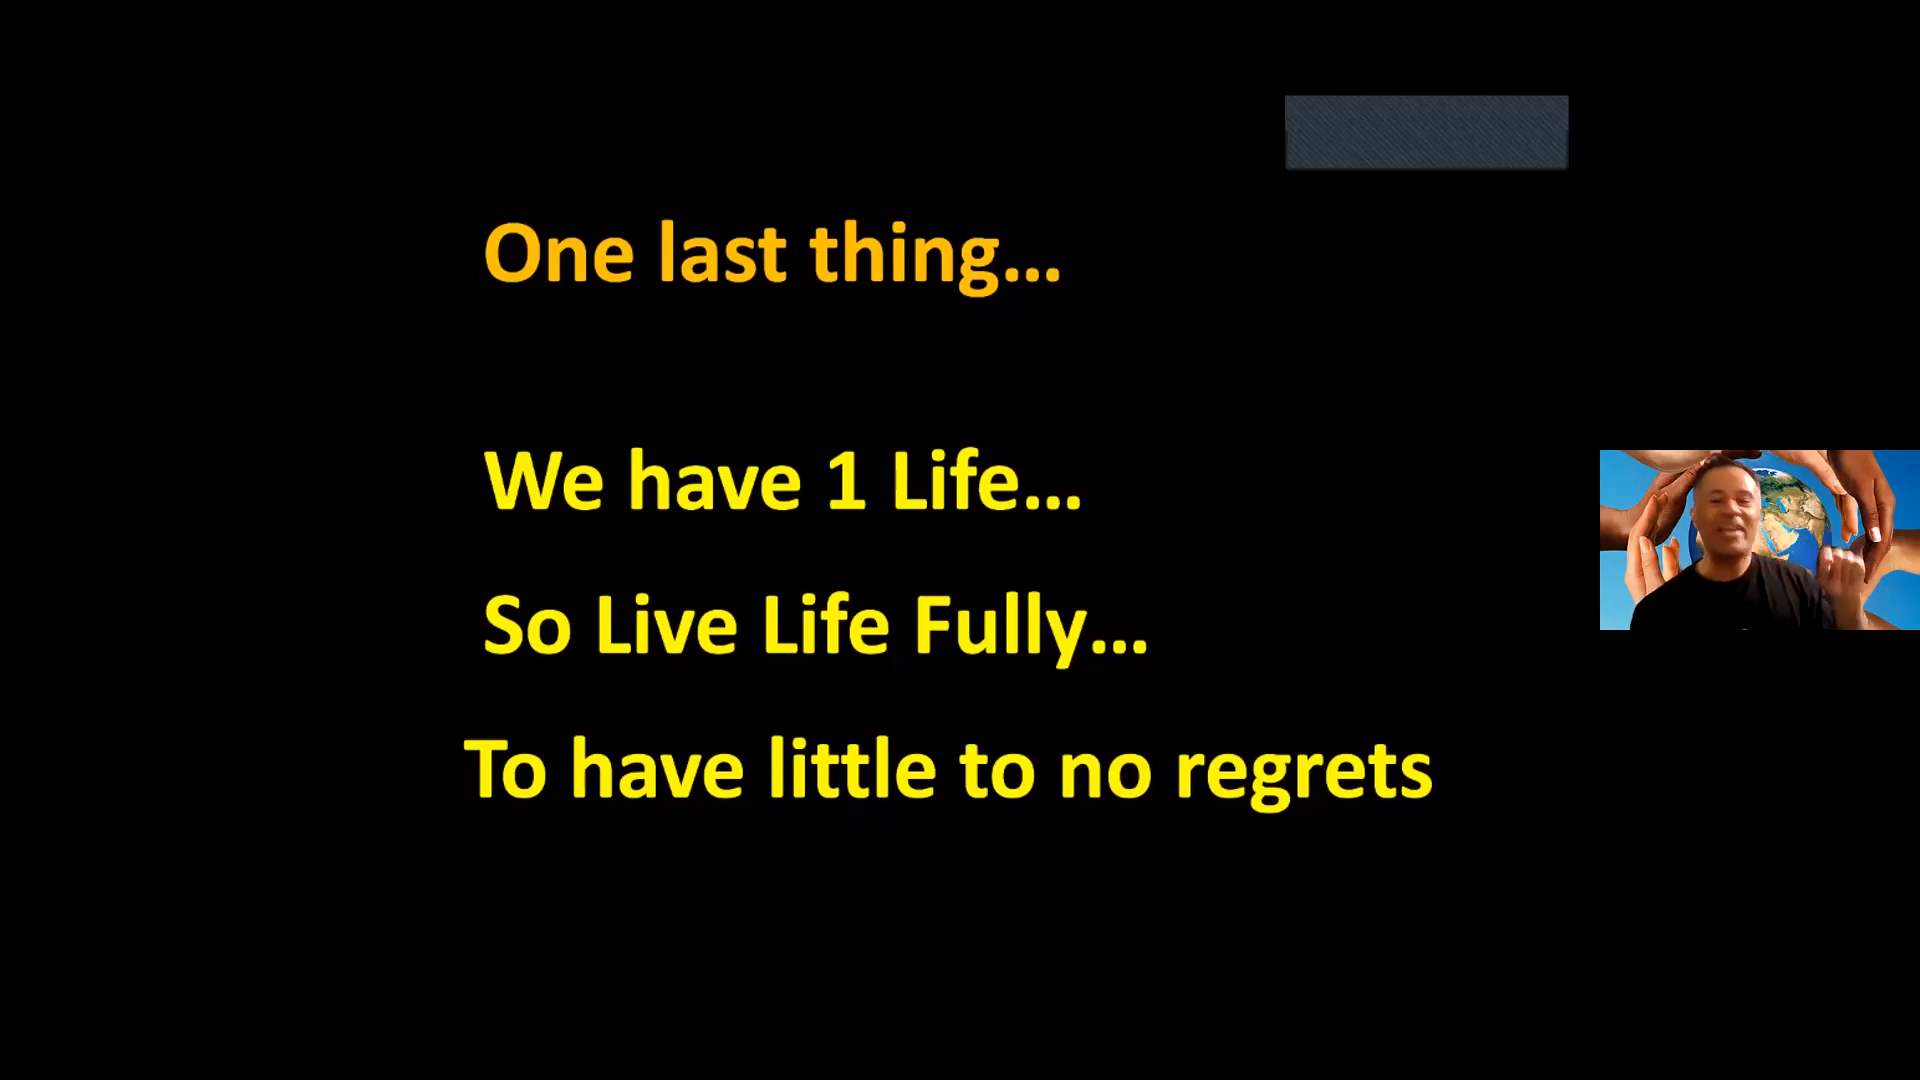 One last thing...
We have 1 Life...
So Live Life Fully...
To have little to no regrets